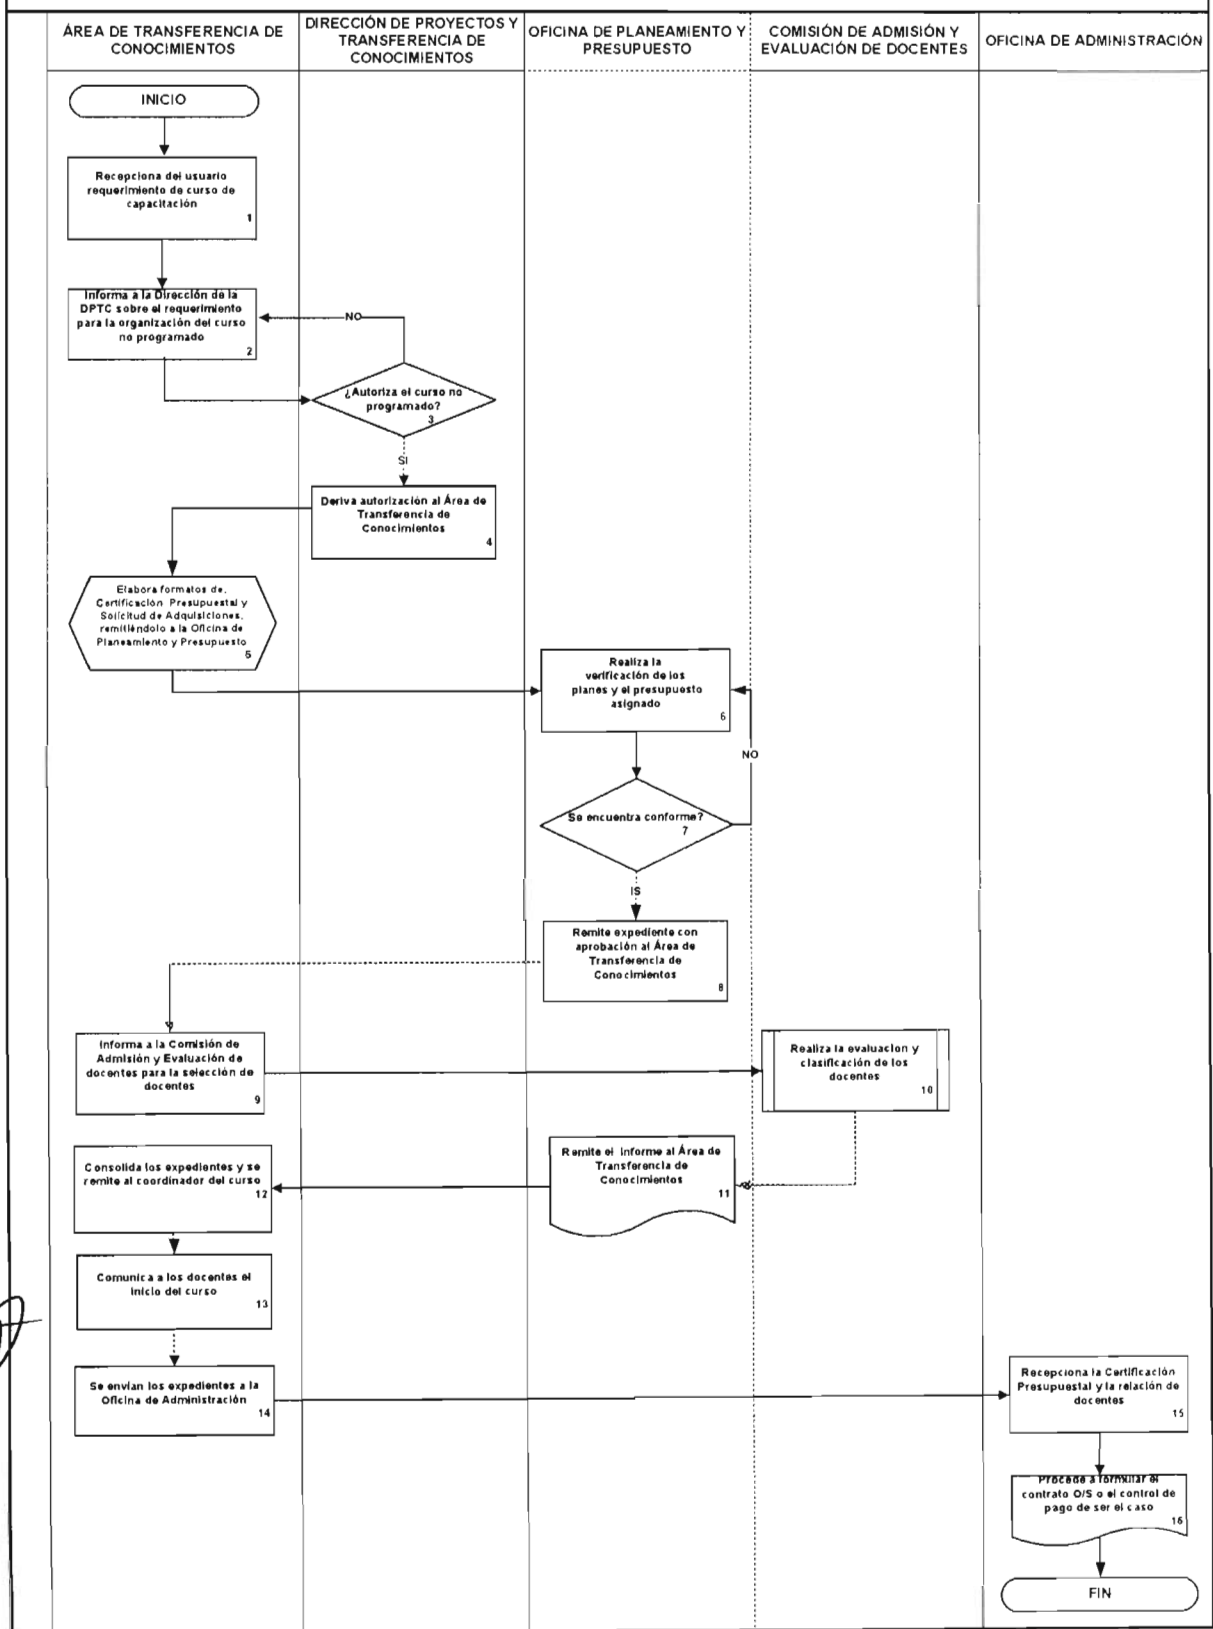 ÁREA DE TRANSFERENCIA DE
CONOCIMIENTOS
DIRECCIÓN DE PROYECTOS Y
TRANSFERENCIA DE
CONOCIMIENTOS
OFICINA DE PLANEAMIENTO Y
PRESUPUESTO
COMISIÓN DE ADMISIÓN Y
EVALUACIÓN DE DOCENTES
OFICINA DE ADMINISTRACIÓN
INICIO
Recepciona del usuario
requerimiento de curso de
capacitación
1
Informa a la Dirección de la
DPTC sobre el requerimiento
para la organización del curso
no programado
2
NO
¿Autoriza el curso no
programado?
3
SI
Deriva autorización al Área de
Transferencia de
Conocimientos
4
Elabora formatos de.
Certificación Presupuestal y
Solicitud de Adquisiciones,
remitiéndolo a la Oficina de
Planeamiento y Presupuesto
5
Realiza la
verificación de los
planes y el presupuesto
asignado
6
NO
Se encuentra conforme?
7
IS
Remite expediente con
aprobación al Área de
Transferencia de
Conocimientos
8
Informa a la Comisión de
Admisión y Evaluación de
docentes para la selección de
docentes
9
Realiza la evaluacion y
clasificación de los
docentes
10
Remite el Informe al Área de
Transferencia de
Conocimientos
11
Consolida los expedientes y se
remite al coordinador del curso
12
Comunica a los docentes el
inicio del curso
13
Se envían los expedientes a la
Oficina de Administración
14
Recepciona la Certificación
Presupuestal y la relación de
docentes
15
Procede a formular el
contrato O/S o el control de
pago de ser el caso
16
FIN